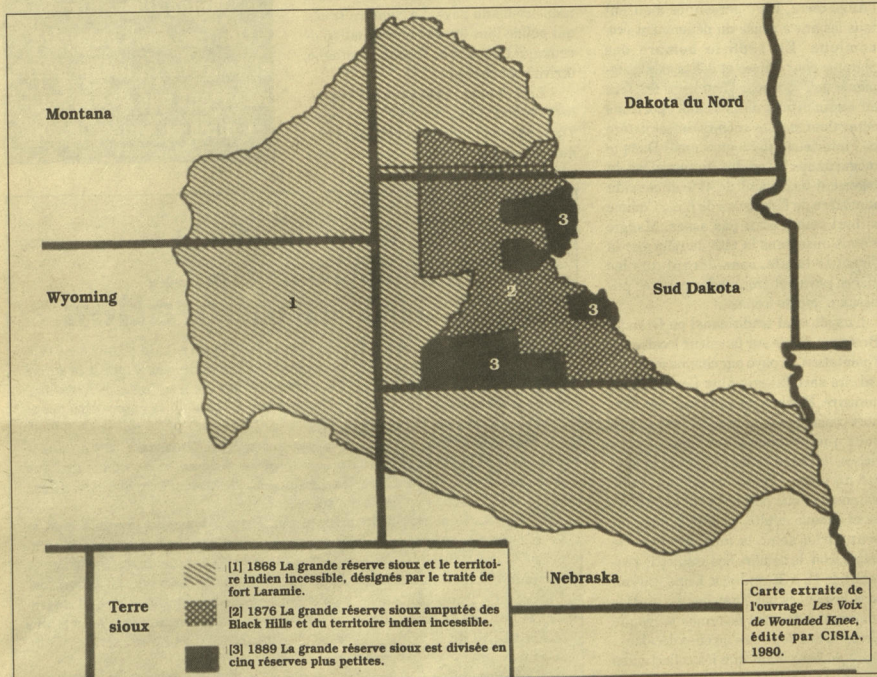 Montana
Dakota du Nord
Wyoming
1
3
2
Sud Dakota
3
3
Nebraska
Terre
sioux
[1] 1868 La grande réserve sioux et le territoi-
re indien incessible, désignés par le traité de
fort Laramie.
[2] 1876 La grande réserve sioux amputée des
Black Hills et du territoire indien incessible.
[3] 1889 La grande réserve sioux est divisée en
cinq réserves plus petites.
Carte extraite de
l'ouvrage Les Voix
de Wounded Knee,
édité par CISIA,
1980.